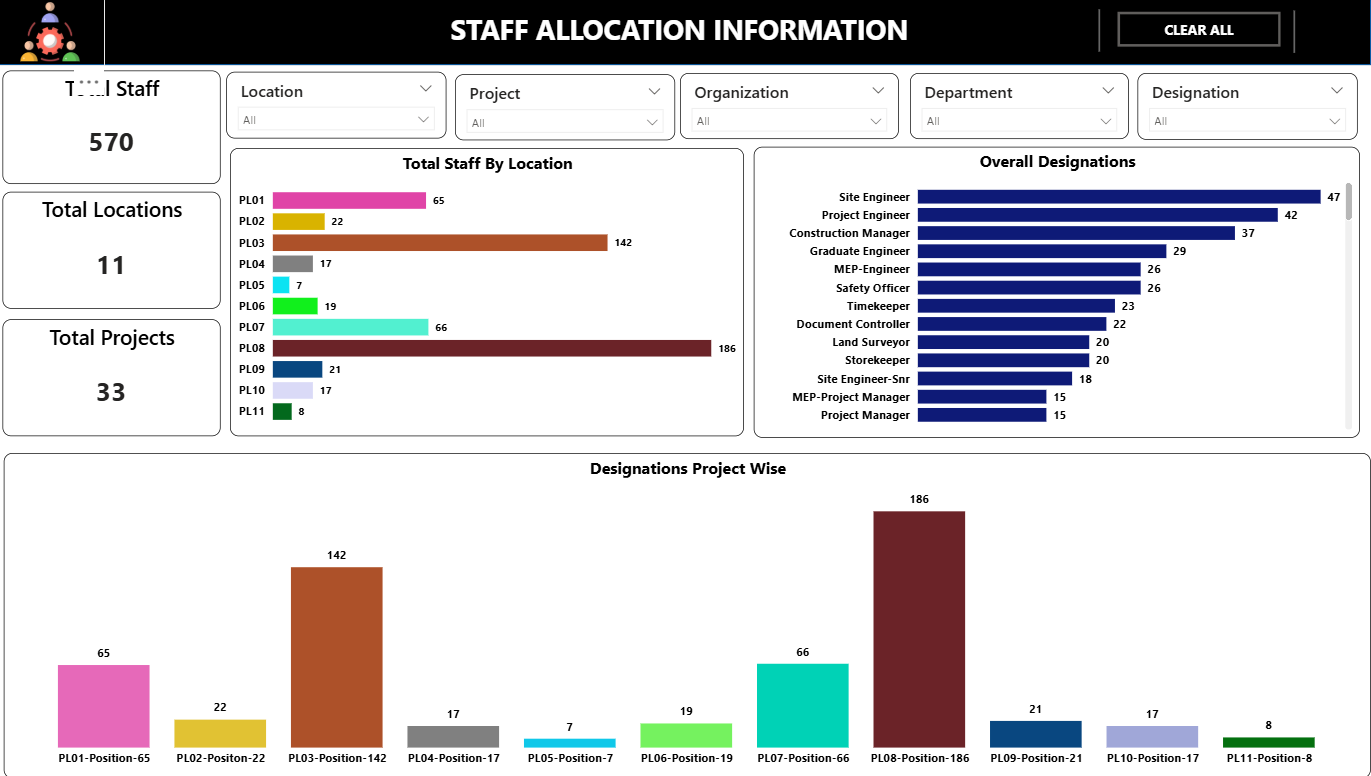 STAFF ALLOCATION INFORMATION
CLEAR ALL
Staff
570
Total Locations
11
Total Projects
33
Location
All
Project
All
Organization
All
Department
All
Designation
All
Total Staff By Location
PL01 65
PL02 22
PL03 142
PL04 17
PL05 7
PL06 19
PL07 66
PL08 186
PL09 21
PL10 17
PL11 8
Overall Designations
Site Engineer 47
Project Engineer 42
Construction Manager 37
Graduate Engineer 29
MEP-Engineer 26
Safety Officer 26
Timekeeper 23
Document Controller 22
Land Surveyor 20
Storekeeper 20
Site Engineer-Snr 18
MEP-Project Manager 15
Project Manager 15
Designations Project Wise
65 22 142 17 7 19 66 186 21 17 8
PL01-Position-65 PL02-Positon-22 PL03-Position-142 PL04-Position-17 PL05-Position-7 PL06-Position-19 PL07-Position-66 PL08-Position-186 PL09-Position-21 PL10-Position-17 PL11-Position-8